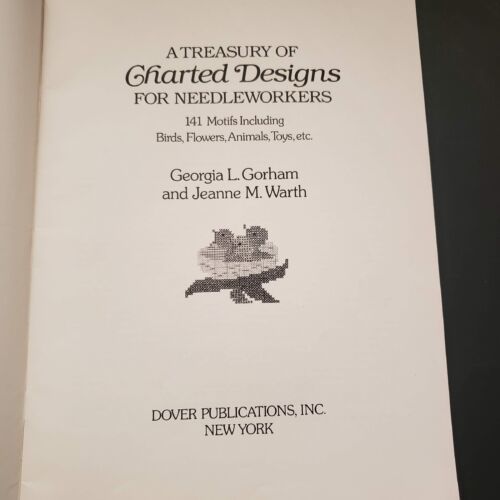 A TREASURY OF
Charted Designs
FOR NEEDLEWORKERS
141 Motifs Including
Birds, Flowers, Animals, Toys, etc.
Georgia L. Gorham
and Jeanne M. Warth
DOVER PUBLICATIONS, INC.
NEW YORK